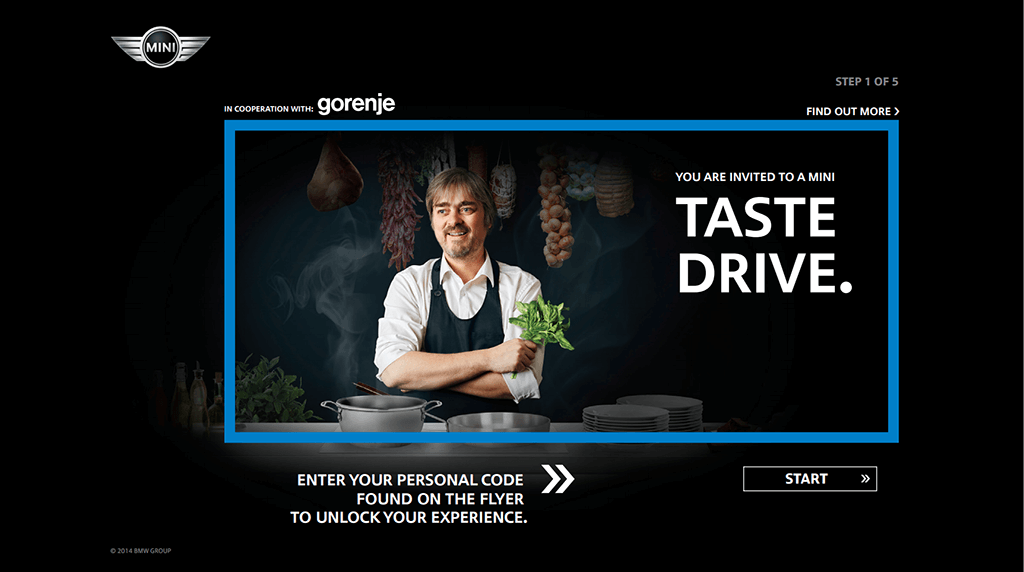 MINI
STEP 1 OF 5
IN COOPERATION WITH: gorenje
FIND OUT MORE >
YOU ARE INVITED TO A MINI
TASTE
DRIVE.
ENTER YOUR PERSONAL CODE
FOUND ON THE FLYER
TO UNLOCK YOUR EXPERIENCE.
START »
© 2014 BMW GROUP